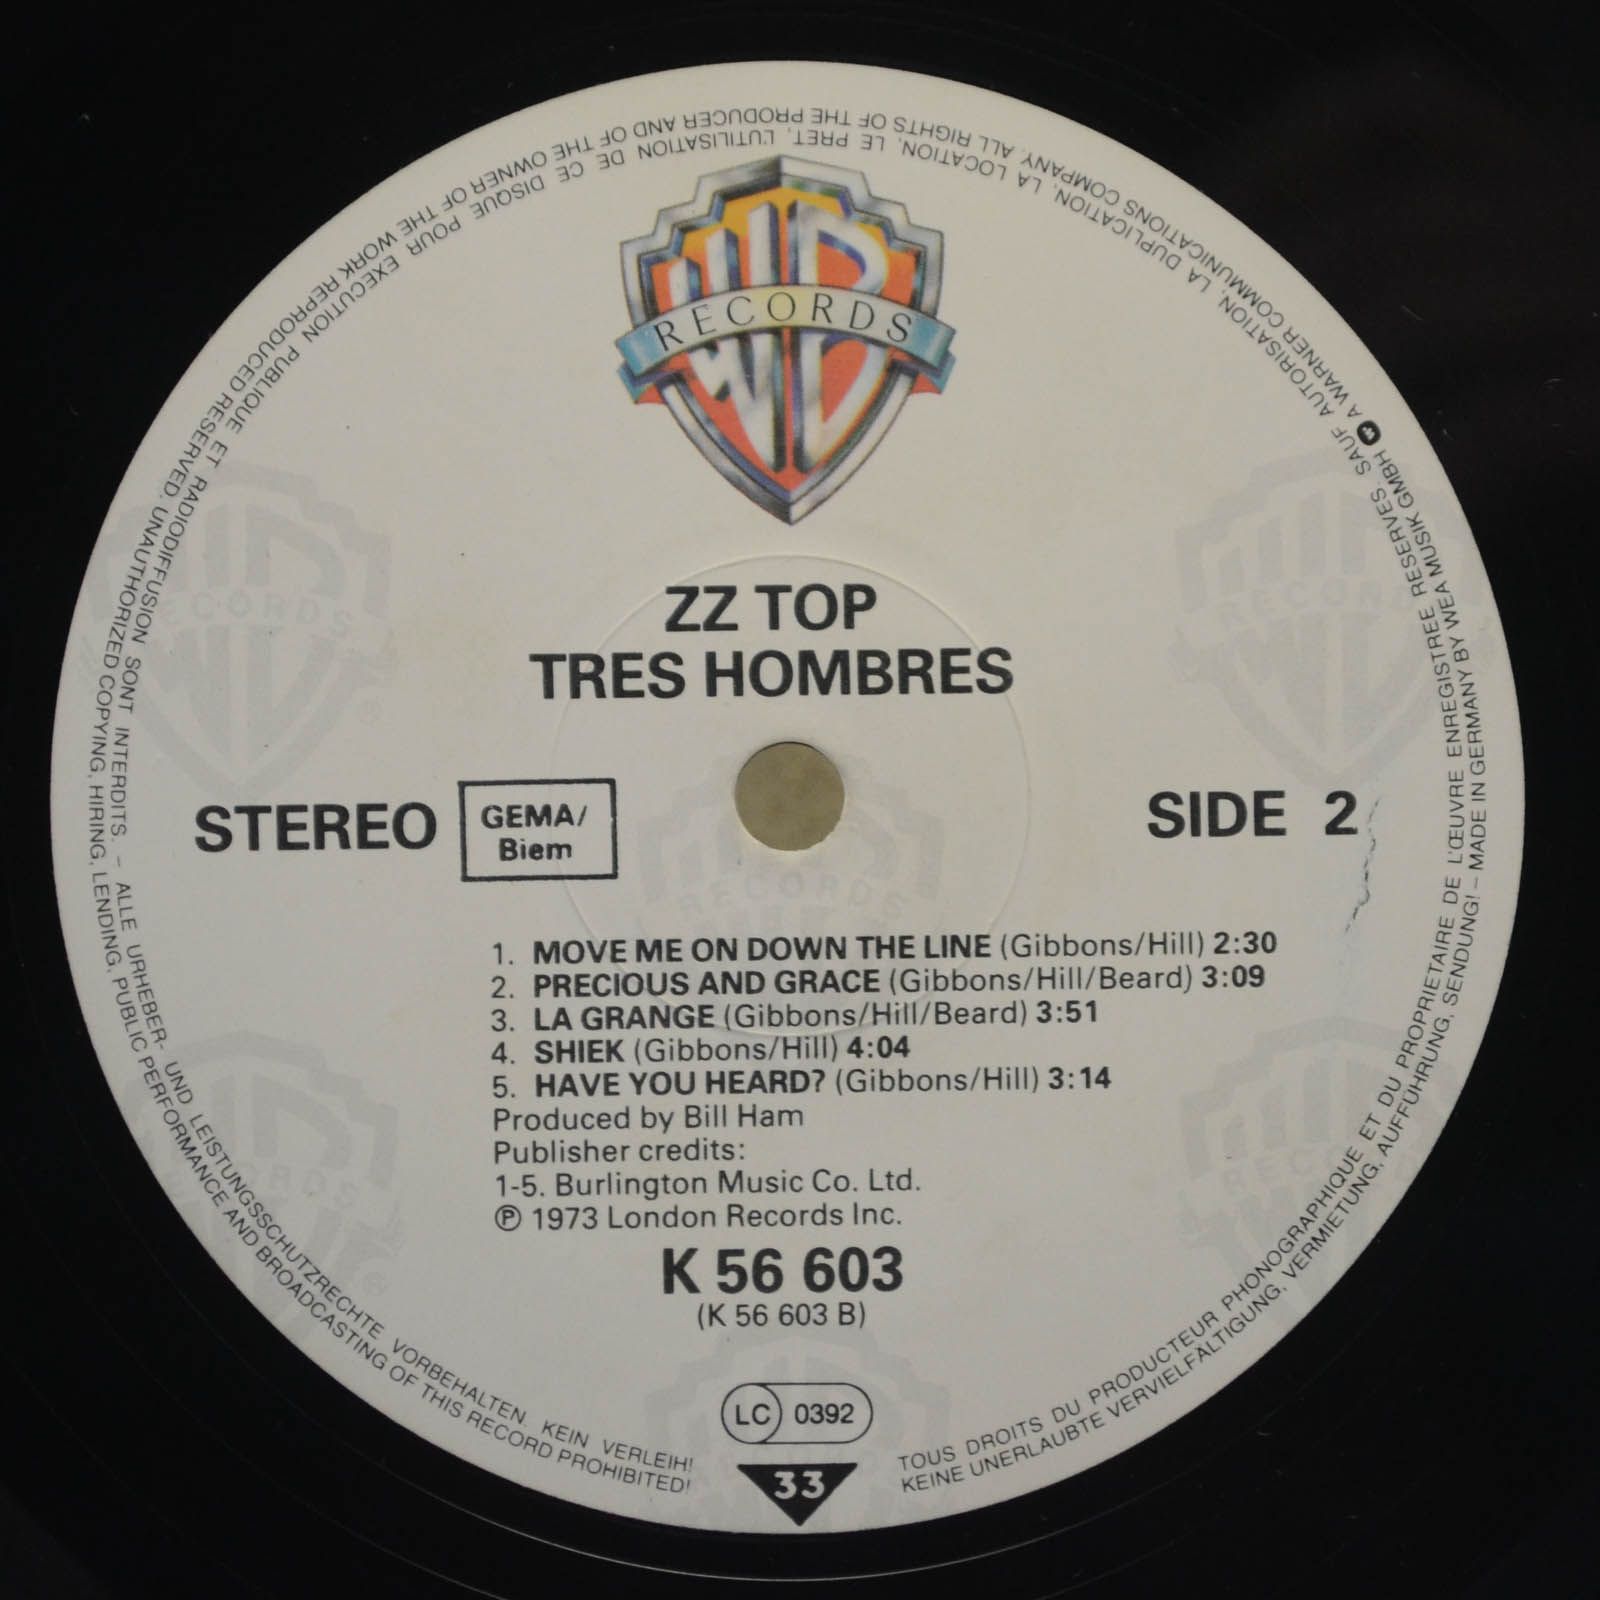 RECORDS
ZZ TOP
TRES HOMBRES
STEREO
GEMA/
Biem
SIDE 2
1. MOVE ME ON DOWN THE LINE (Gibbons/Hill) 2:30
2. PRECIOUS AND GRACE (Gibbons/Hill/Beard) 3:09
3. LA GRANGE (Gibbons/Hill/Beard) 3:51
4. SHIEK (Gibbons/Hill) 4:04
5. HAVE YOU HEARD? (Gibbons/Hill) 3:14
Produced by Bill Ham
Publisher credits:
1-5. Burlington Music Co. Ltd.
℗ 1973 London Records Inc.
K 56 603
(K 56 603 B)
LC 0392
33
TOUS DROITS DU PRODUCTEUR PHONOGRAPHIQUE ET DU PROPRIETAIRE DE L'ŒUVRE ENREGISTREE RESERVES. SAUF AUTORISATION, LA DUPLICATION, LA LOCATION, LE PRET, L'UTILISATION DE CE DISQUE POUR EXECUTION PUBLIQUE ET RADIODIFFUSION SONT INTERDITS. – ALLE URHEBER- UND LEISTUNGSSCHUTZRECHTE VORBEHALTEN. KEIN VERLEIH!
KEINE UNERLAUBTE VERVIELFÄLTIGUNG, VERMIETUNG, AUFFÜHRUNG, SENDUNG! – MADE IN GERMANY BY WEA MUSIK GMBH A WARNER COMMUNICATIONS COMPANY. ALL RIGHTS OF THE PRODUCER AND OF THE OWNER OF THE WORK REPRODUCED RESERVED. UNAUTHORIZED COPYING, HIRING, LENDING, PUBLIC PERFORMANCE AND BROADCASTING OF THIS RECORD PROHIBITED!